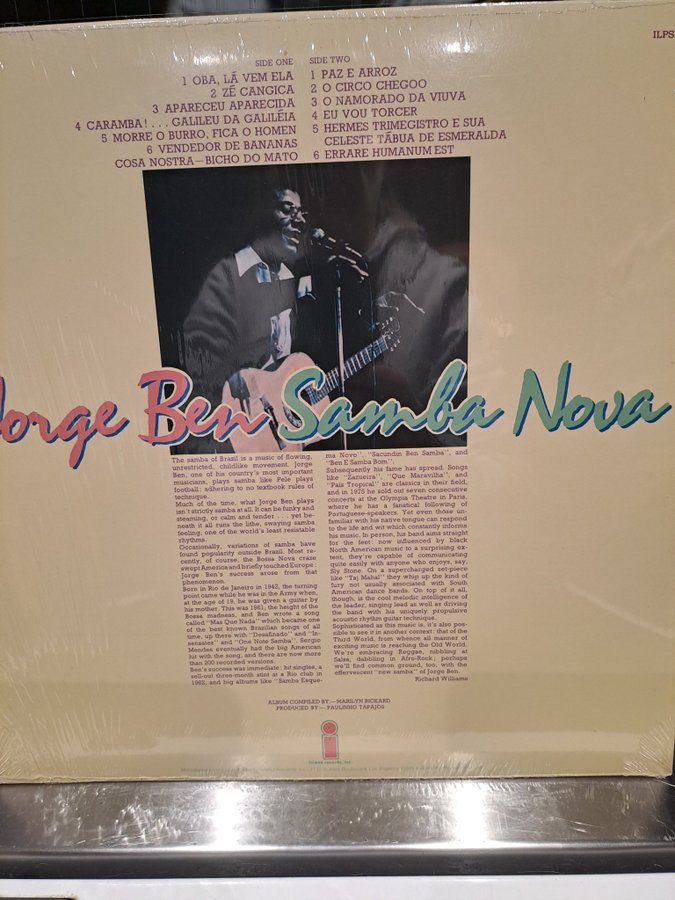 ILPS
SIDE ONE
1 OBA, LÃ VEM ELA
2 ZÉ CANGICA
3 APARECEU APARECIDA
4 CARAMBA! . . . GALILEU DA GALILÉIA
5 MORRE O BURRO, FICA O HOMEN
6 VENDEDOR DE BANANAS
COSA NOSTRA—BICHO DO MATO
SIDE TWO
1 PAZ E ARROZ
2 O CIRCO CHEGOO
3 O NAMORADO DA VIUVA
4 EU VOU TORCER
5 HERMES TRIMEGISTRO E SUA
CELESTE TÁBUA DE ESMERALDA
6 ERRARE HUMANUM EST
Jorge Ben Samba Nova
The samba of Brazil is a music of flowing,
unrestricted, childlike movement. Jorge
Ben, one of his country's most important
musicians, plays samba like Pele plays
football: adhering to no textbook rules of
technique.
Much of the time, what Jorge Ben plays
isn't strictly samba at all. It can be funky and
steaming, or calm and tender . . . yet be-
neath it all runs the lithe, swaying samba
feeling, one of the world's least resistable
rhythms.
Occasionally, variations of samba have
found popularity outside Brazil. Most re-
cently, of course, the Bossa Nova craze
swept America and briefly touched Europe:
Jorge Ben's success arose from that
phenomenon.
Born in Rio de Janeiro in 1942, the turning
point came while he was in the Army when,
at the age of 19, he was given a guitar by
his mother. This was 1961, the height of the
Bossa madness, and Ben wrote a song
called "Mas Que Nada" which became one
of the best known Brazilian songs of all
time, up there with "Desafinado" and "In-
sensatez" and "One Note Samba". Sergio
Mendes eventually had the big American
hit with the song, and there are now more
than 200 recorded versions.
Ben's success was immediate: hit singles, a
sell-out three-month stint at a Rio club in
1962, and big albums like "Samba Esque-
ma Novo", "Sacundin Ben Samba", and
"Ben E Samba Bom".
Subsequently his fame has spread. Songs
like "Zazueira", "Que Maravilha", and
"Pais Tropical" are classics in their field,
and in 1975 he sold out seven consecutive
concerts at the Olympia Theatre in Paris,
where he has a fanatical following of
Portuguese-speakers. Yet even those un-
familiar with his native tongue can respond
to the life and wit which constantly informs
his music. In person, his band aims straight
for the feet: now influenced by black
North American music to a surprising ex-
tent, they're capable of communicating
quite easily with anyone who enjoys, say,
Sly Stone. On a supercharged set-piece
like "Taj Mahal" they whip up the kind of
fury not usually associated with South
American dance bands. On top of it all,
though, is the cool melodic intelligence of
the leader, singing lead as well as driving
the band with his uniquely propulsive
acoustic rhythm guitar technique.
Sophisticated as this music is, it's also pos-
sible to see it in another context: that of the
Third World, from whence all manner of
exciting music is reaching the Old World.
We're embracing Reggae, nibbling at
Salsa, dabbling in Afro-Rock; perhaps
we'll find common ground, too, with the
effervescent "new samba" of Jorge Ben.
Richard Williams
ALBUM COMPILED BY:— MARILYN RICKARD
PRODUCED BY:— PAULINHO TAPAJOS
island records, inc.